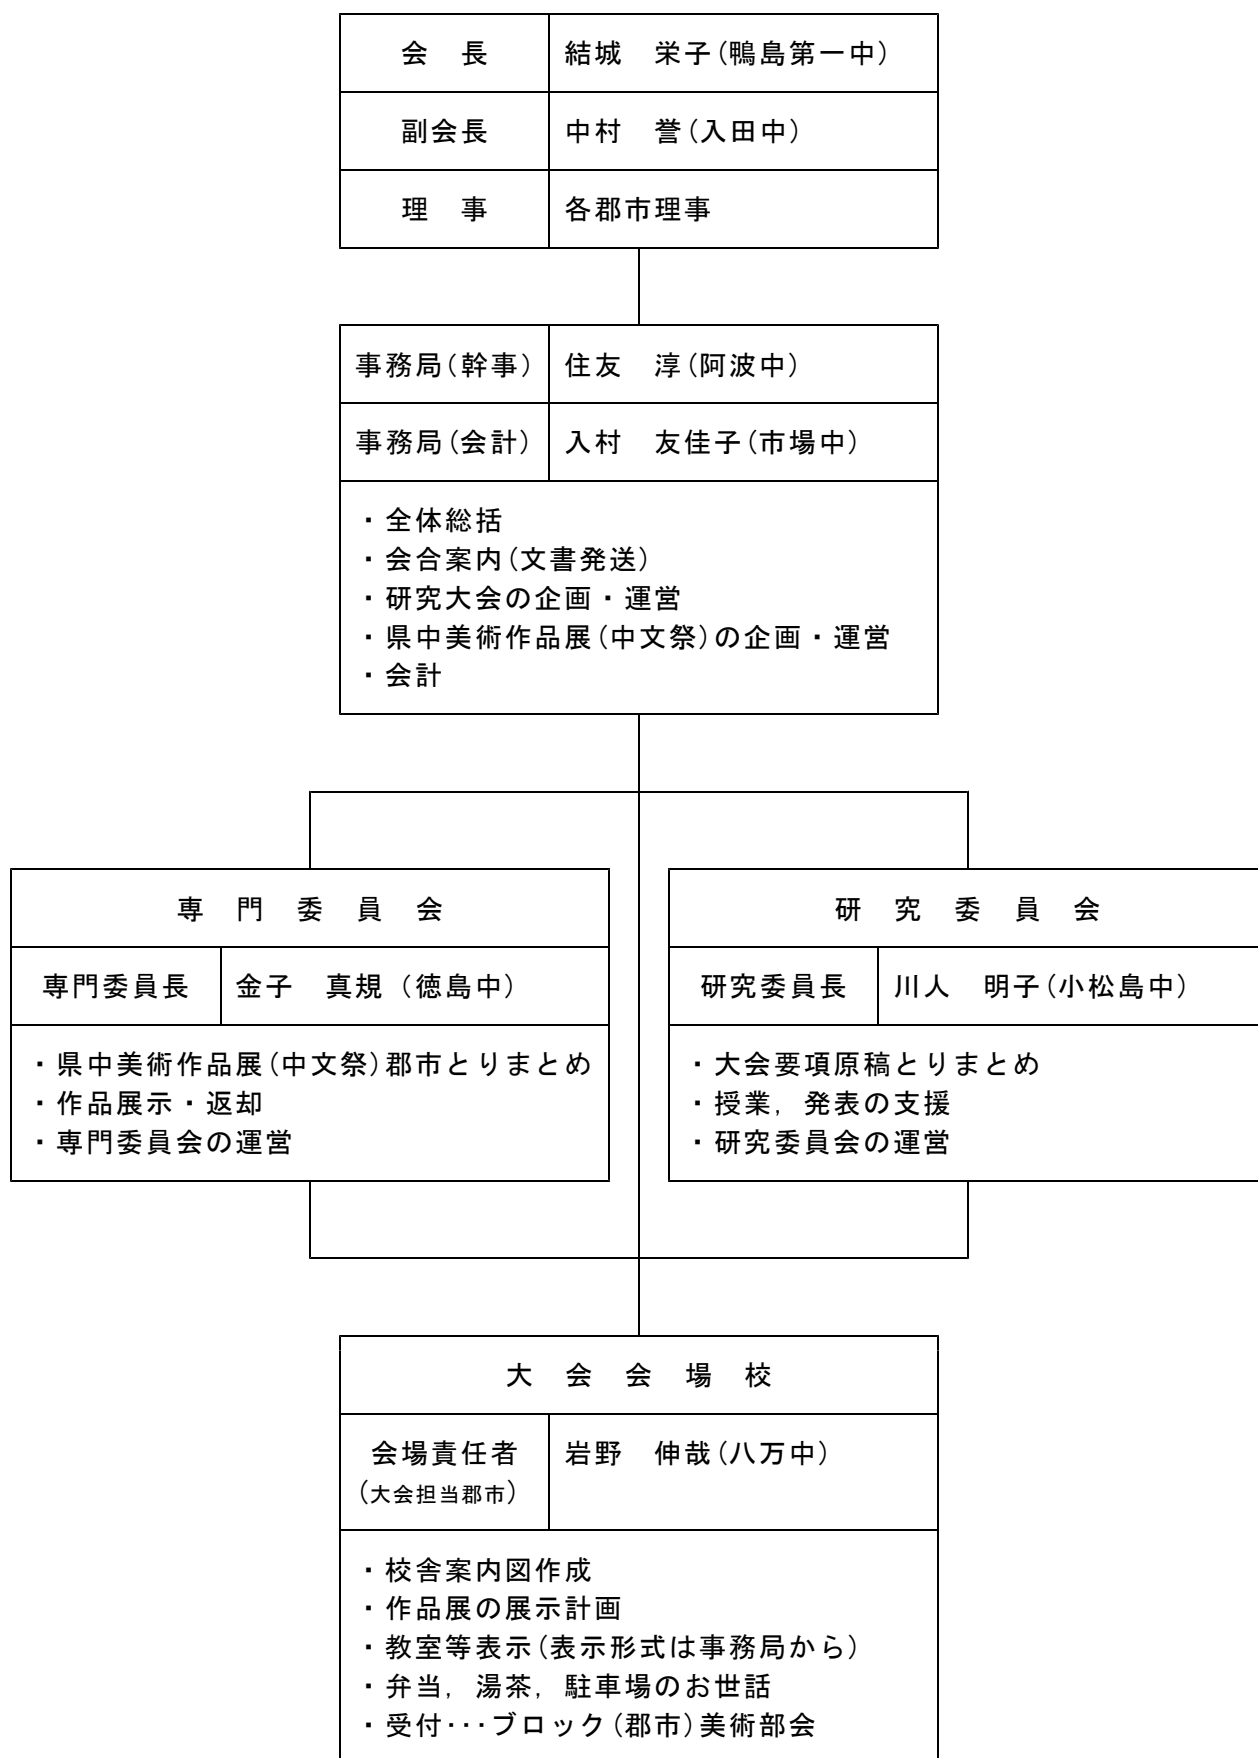 会　長　結城　栄子(鴨島第一中)
副会長　中村　誉(入田中)
理　事　各郡市理事
事務局(幹事)　住友　淳(阿波中)
事務局(会計)　入村　友佳子(市場中)
・全体総括
・会合案内(文書発送)
・研究大会の企画・運営
・県中美術作品展(中文祭)の企画・運営
・会計
専　門　委　員　会
専門委員長　金子　真規（徳島中)
・県中美術作品展(中文祭)郡市とりまとめ
・作品展示・返却
・専門委員会の運営
研　究　委　員　会
研究委員長　川人　明子(小松島中)
・大会要項原稿とりまとめ
・授業，発表の支援
・研究委員会の運営
大　会　会　場　校
会場責任者　岩野　伸哉(八万中)
(大会担当郡市)
・校舎案内図作成
・作品展の展示計画
・教室等表示(表示形式は事務局から)
・弁当，湯茶，駐車場のお世話
・受付･･･ブロック(郡市)美術部会